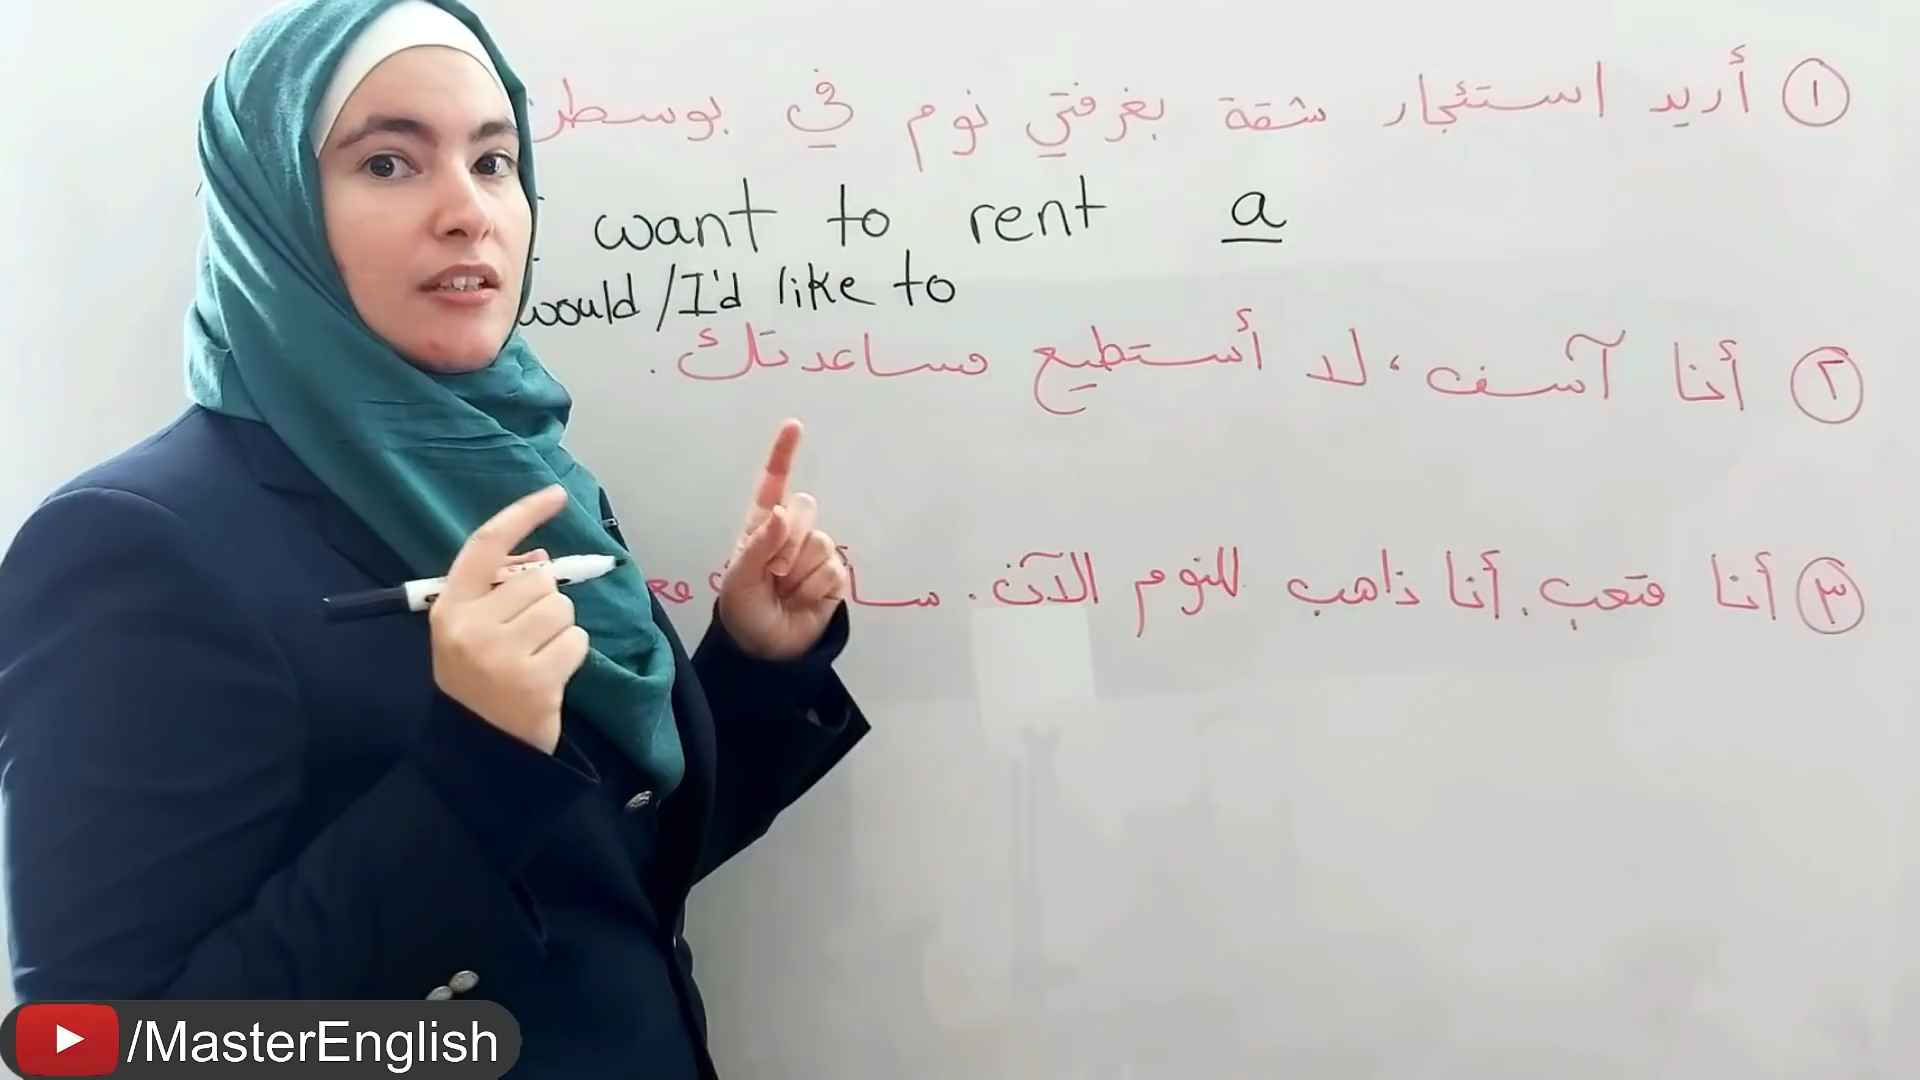 ① أريد استئجار شقة بغرفتي نوم في بوسطن
want to rent a
would / I'd like to
② أنا آسف، لا أستطيع مساعدتك.
③ أنا متعب. أنا ذاهب للنوم الآن.
/MasterEnglish